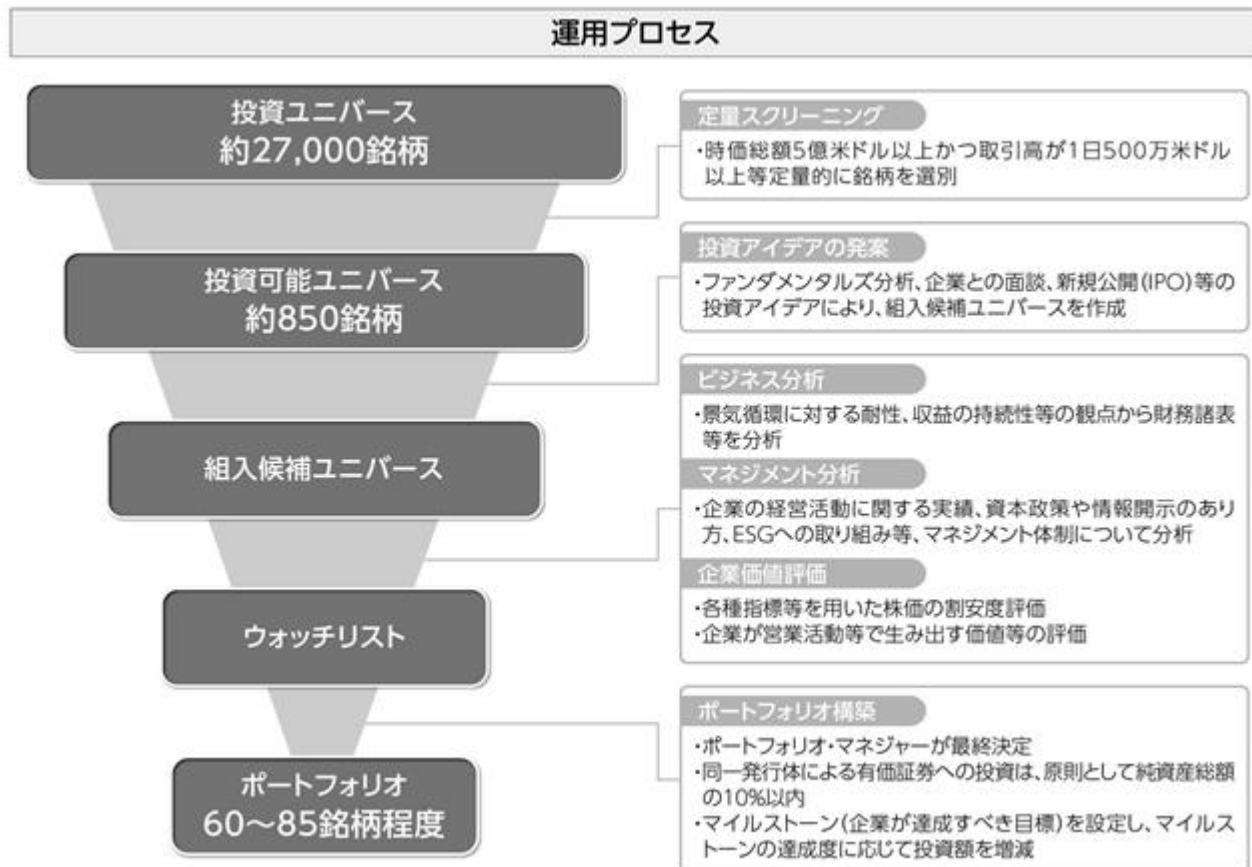 運用プロセス
投資ユニバース
約27,000銘柄
定量スクリーニング
・時価総額5億米ドル以上かつ取引高が1日500万米ドル
以上等定量的に銘柄を選別
投資可能ユニバース
約850銘柄
投資アイデアの発案
・ファンダメンタルズ分析、企業との面談、新規公開(IPO)等の
投資アイデアにより、組入候補ユニバースを作成
組入候補ユニバース
ビジネス分析
・景気循環に対する耐性、収益の持続性等の観点から財務諸表
等を分析
マネジメント分析
・企業の経営活動に関する実績、資本政策や情報開示のあり
方、ESGへの取り組み等、マネジメント体制について分析
企業価値評価
・各種指標等を用いた株価の割安度評価
・企業が営業活動等で生み出す価値等の評価
ウォッチリスト
ポートフォリオ構築
・ポートフォリオ・マネジャーが最終決定
・同一発行体による有価証券への投資は、原則として純資産総額
の10%以内
・マイルストーン(企業が達成すべき目標)を設定し、マイルス
トーンの達成度に応じて投資額を増減
ポートフォリオ
60～85銘柄程度